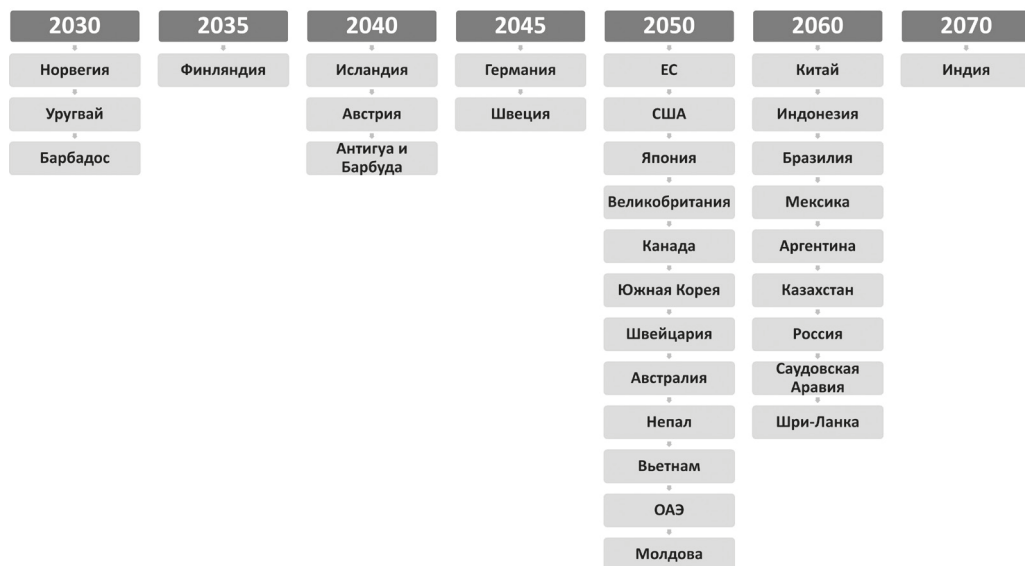 2030
Норвегия
Уругвай
Барбадос
2035
Финляндия
2040
Исландия
Австрия
Антигуа и
Барбуда
2045
Германия
Швеция
2050
ЕС
США
Япония
Великобритания
Канада
Южная Корея
Швейцария
Австралия
Непал
Вьетнам
ОАЭ
Молдова
2060
Китай
Индонезия
Бразилия
Мексика
Аргентина
Казахстан
Россия
Саудовская
Аравия
Шри-Ланка
2070
Индия